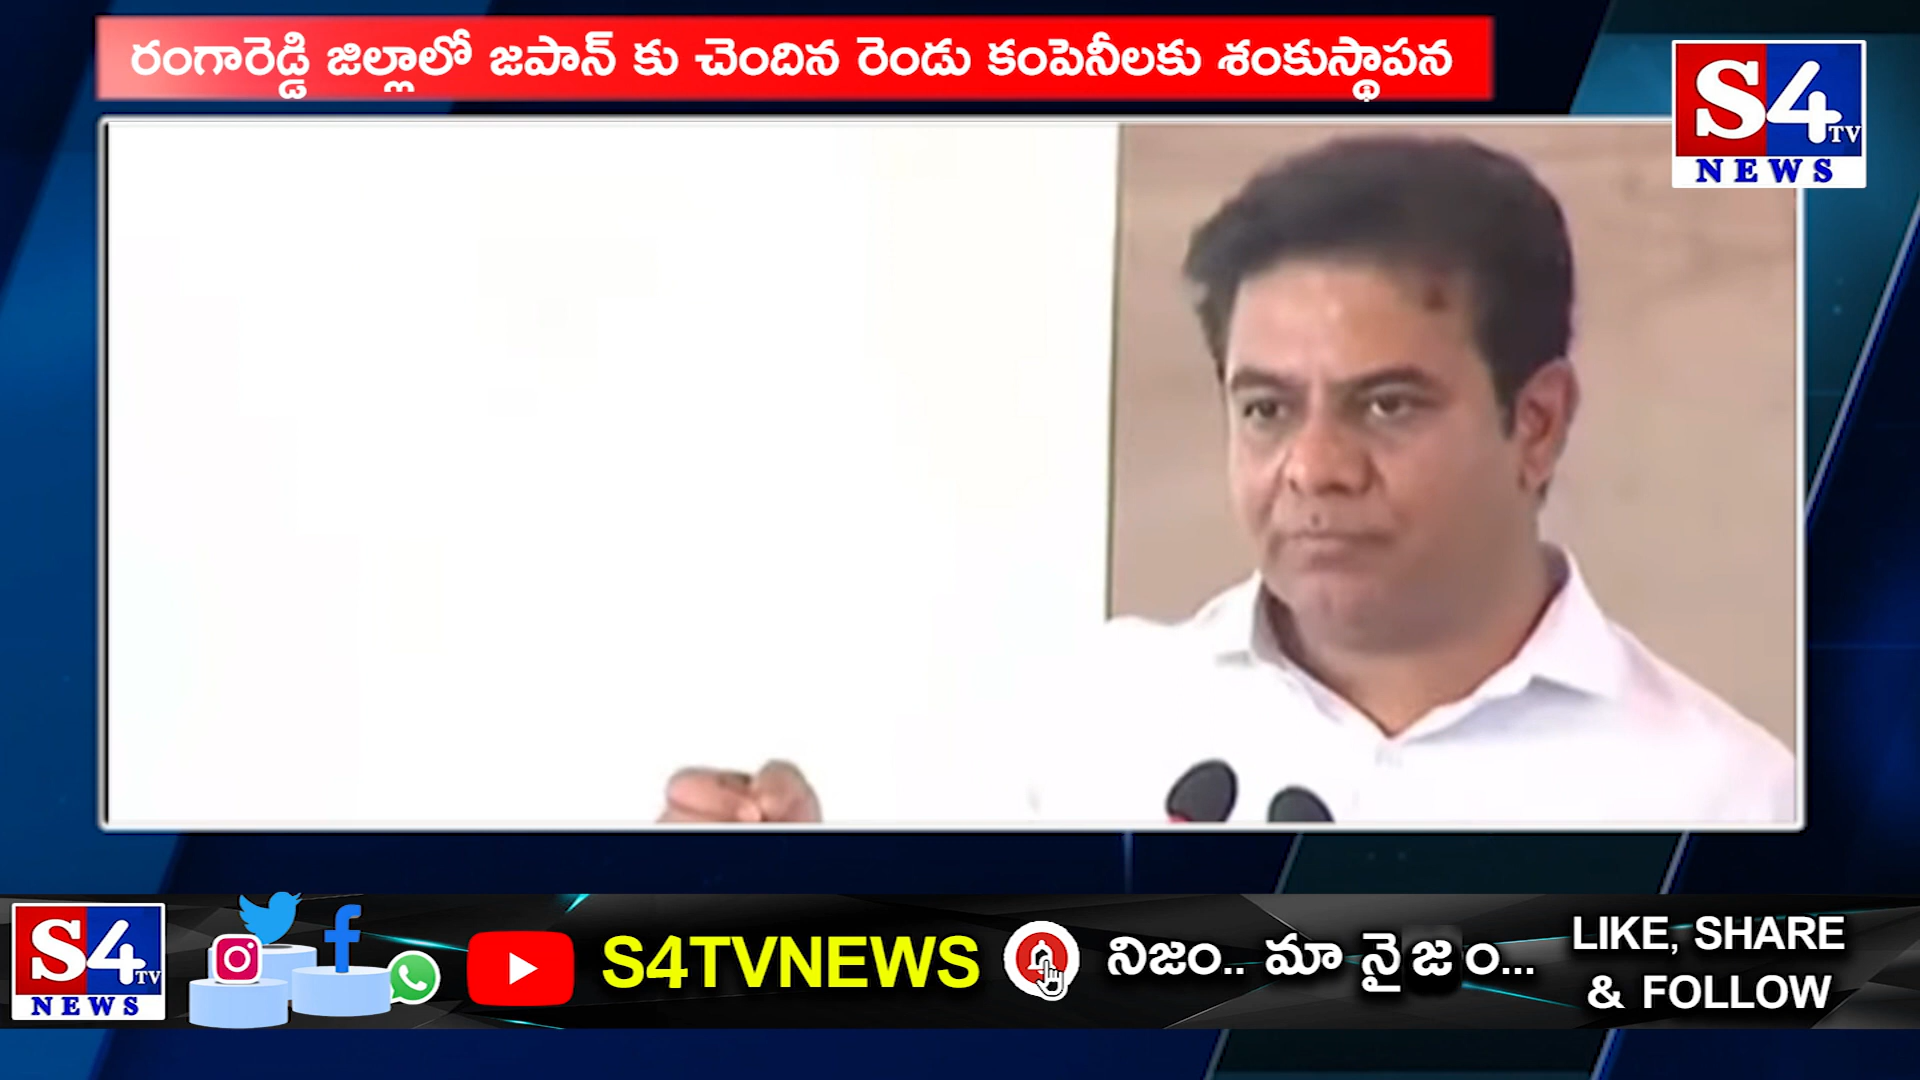 రంగారెడ్డి జిల్లాలో జపాన్ కు చెందిన రెండు కంపెనీలకు శంకుస్థాపన
S4
TV
NEWS
S4
TV
NEWS
S4TVNEWS
నిజం.. మా నైజం...
LIKE, SHARE
& FOLLOW